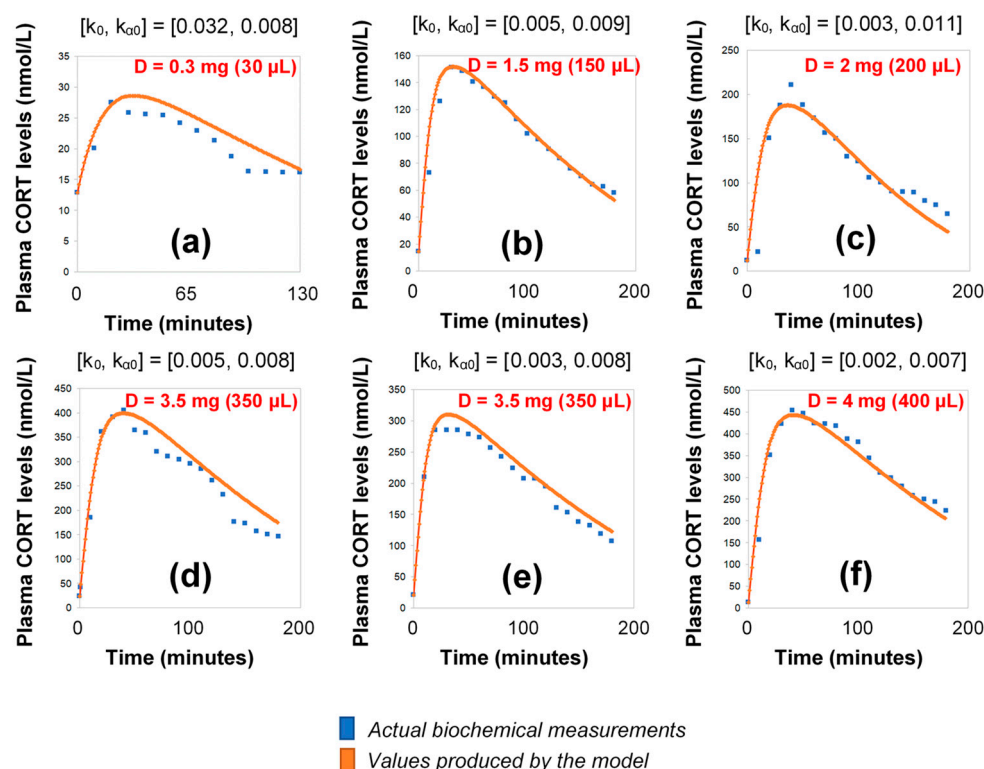 [k₀, kα₀] = [0.032, 0.008]
D = 0.3 mg (30 µL)
Plasma CORT levels (nmol/L)
35
30
25
20
15
10
5
0
(a)
0 65 130
Time (minutes)
[k₀, kα₀] = [0.005, 0.009]
D = 1.5 mg (150 µL)
Plasma CORT levels (nmol/L)
160
140
120
100
80
60
40
20
0
(b)
0 100 200
Time (minutes)
[k₀, kα₀] = [0.003, 0.011]
D = 2 mg (200 µL)
Plasma CORT levels (nmol/L)
250
200
150
100
50
0
(c)
0 100 200
Time (minutes)
[k₀, kα₀] = [0.005, 0.008]
D = 3.5 mg (350 µL)
Plasma CORT levels (nmol/L)
450
400
350
300
250
200
150
100
50
0
(d)
0 100 200
Time (minutes)
[k₀, kα₀] = [0.003, 0.008]
D = 3.5 mg (350 µL)
Plasma CORT levels (nmol/L)
350
300
250
200
150
100
50
0
(e)
0 100 200
Time (minutes)
[k₀, kα₀] = [0.002, 0.007]
D = 4 mg (400 µL)
Plasma CORT levels (nmol/L)
500
450
400
350
300
250
200
150
100
50
0
(f)
0 100 200
Time (minutes)
Actual biochemical measurements
Values produced by the model